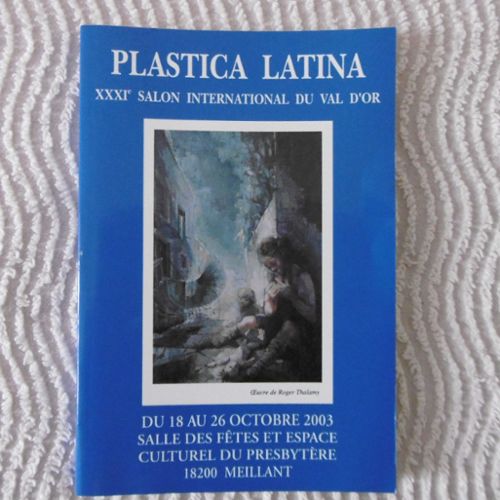 PLASTICA LATINA
XXXIe SALON INTERNATIONAL DU VAL D'OR
Œuvre de Roger Thalamy
DU 18 AU 26 OCTOBRE 2003
SALLE DES FÊTES ET ESPACE
CULTUREL DU PRESBYTÈRE
18200 MEILLANT